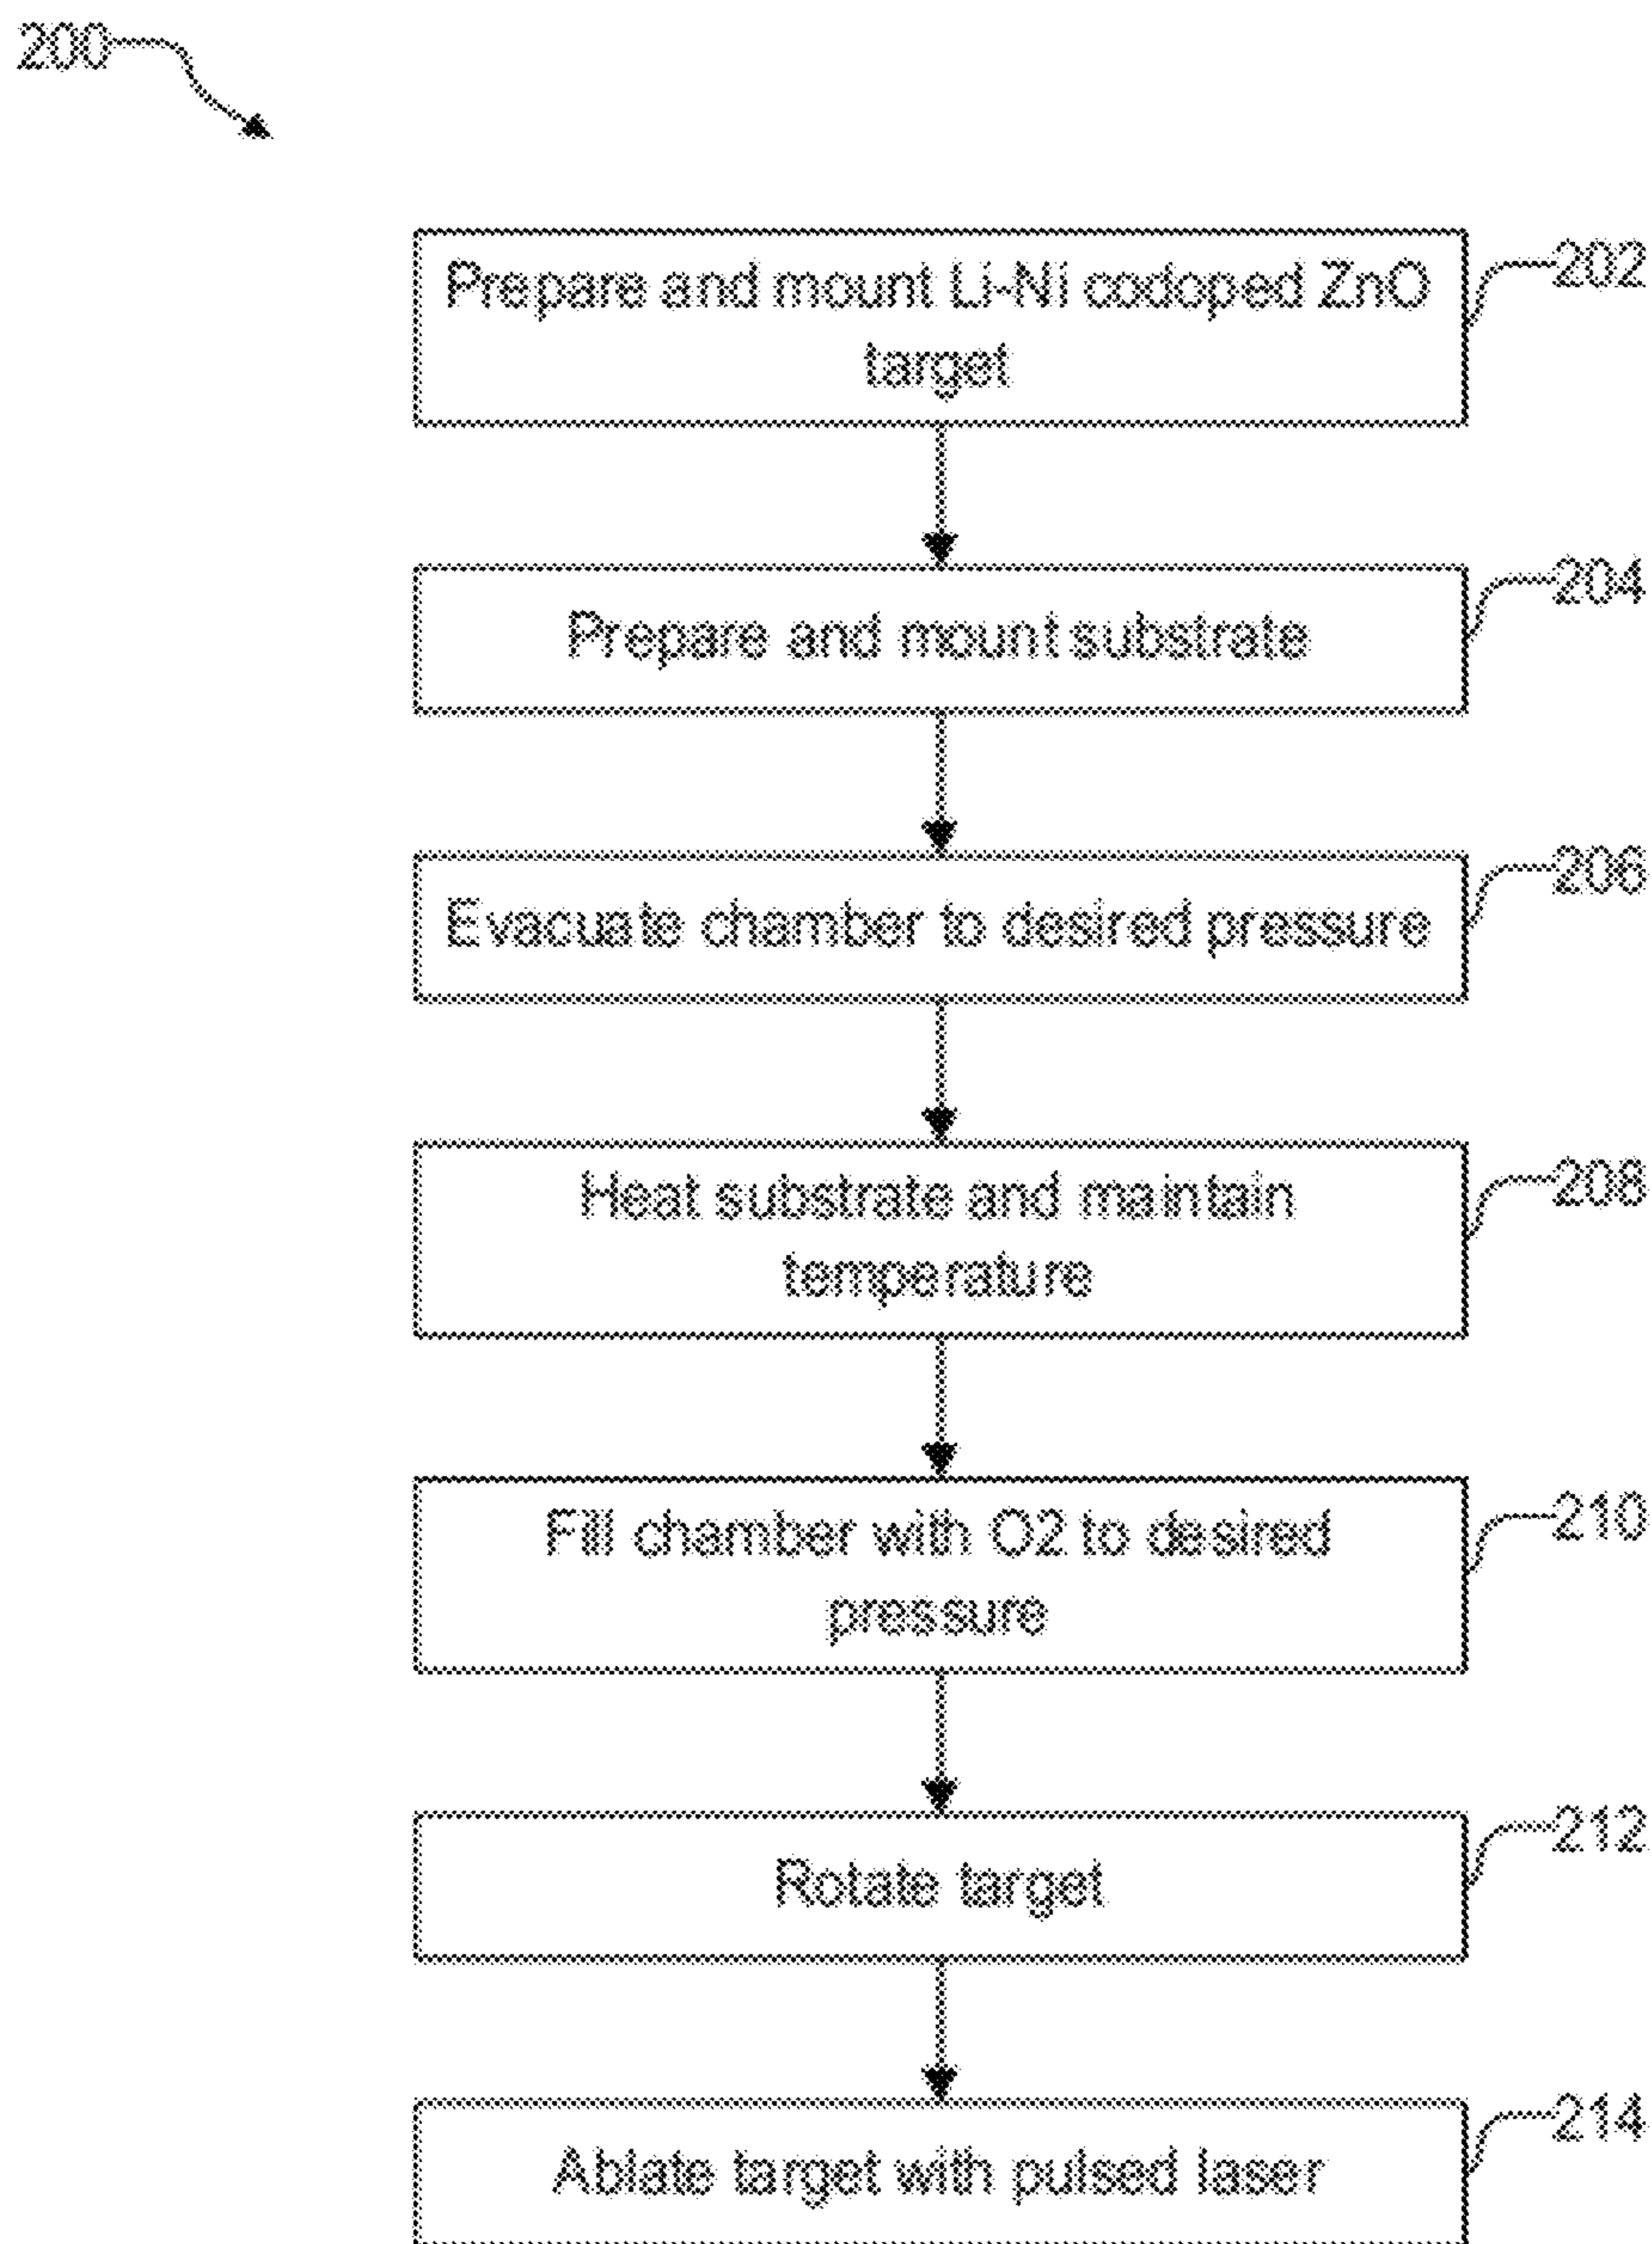 200
Prepare and mount Li-Ni codoped ZnO
target
202
Prepare and mount substrate
204
Evacuate chamber to desired pressure
206
Heat substrate and maintain
temperature
208
Fill chamber with O2 to desired
pressure
210
Rotate target
212
Ablate target with pulsed laser
214